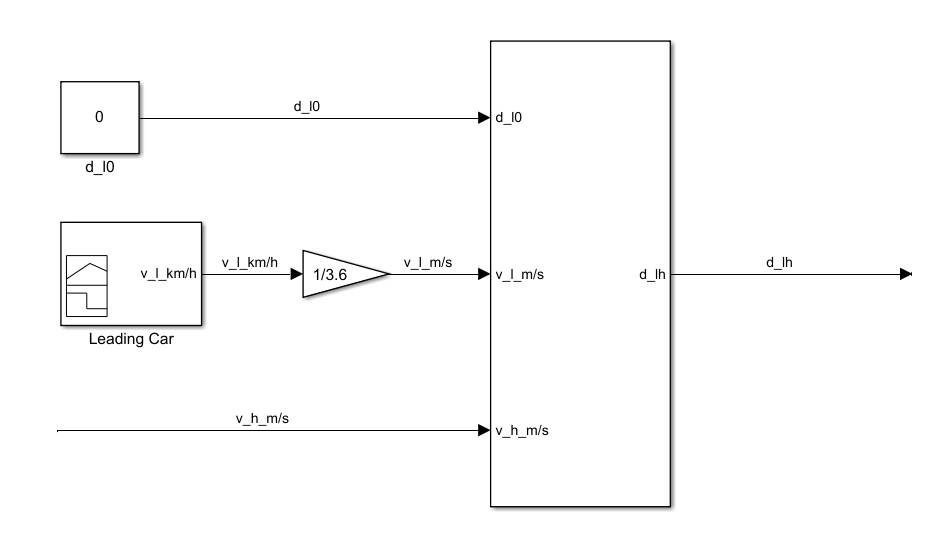 d_l0
0
d_l0
d_l0
v_l_km/h
v_l_km/h
1/3.6
v_l_m/s
v_l_m/s
d_lh
d_lh
Leading Car
v_h_m/s
v_h_m/s